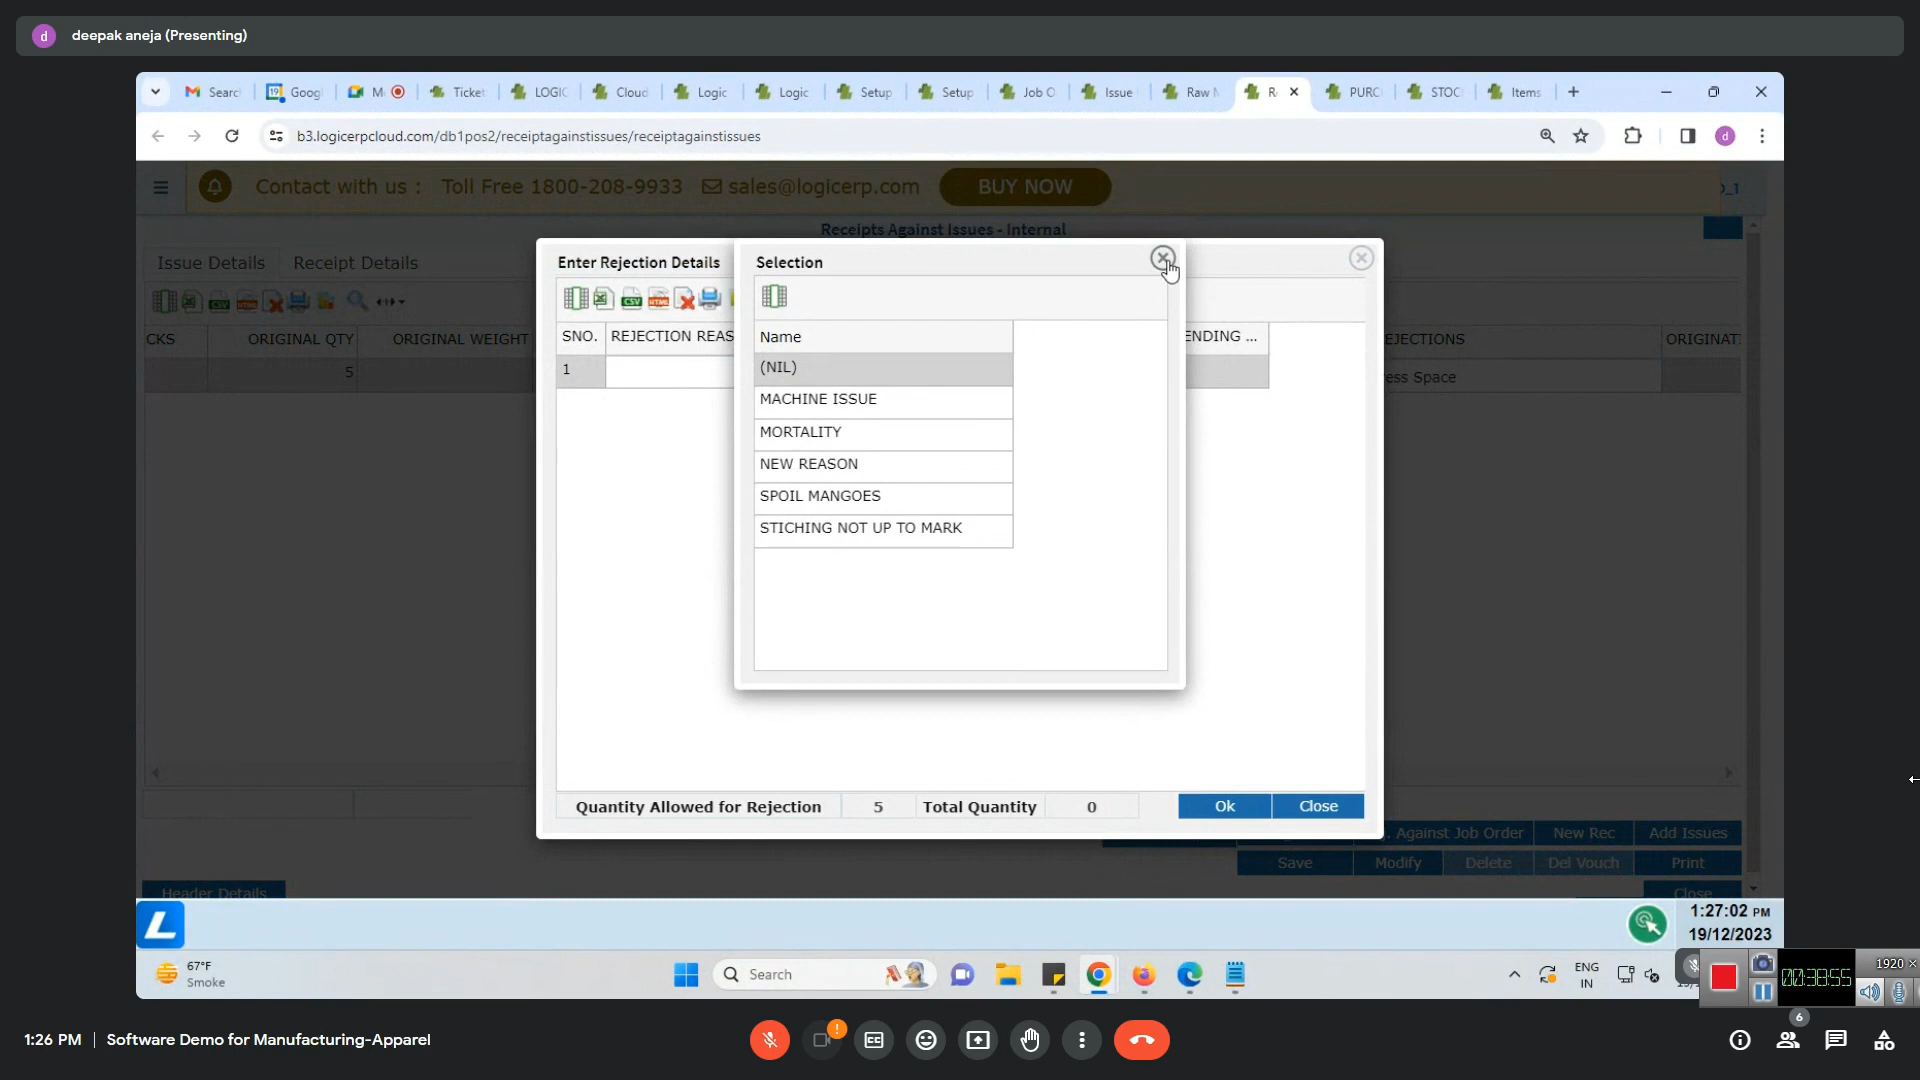 d deepak aneja (Presenting)
Searc
Goog
M
Ticket
LOGIC
Cloud
Logic
Logic
Setup
Setup
Job O
Issue
Raw M
R
PURC
STOC
Items
b3.logicerpcloud.com/db1pos2/receiptagainstissues/receiptagainstissues
d
Contact with us : Toll Free 1800-208-9933 sales@logicerp.com BUY NOW
Receipts Against Issues - Internal
Issue Details Receipt Details
CKS ORIGINAL QTY ORIGINAL WEIGHT
5
Enter Rejection Details
SNO. REJECTION REAS
1
Selection
Name
(NIL)
MACHINE ISSUE
MORTALITY
NEW REASON
SPOIL MANGOES
STICHING NOT UP TO MARK
ENDING ...
EJECTIONS ORIGINAT
ess Space
Quantity Allowed for Rejection 5 Total Quantity 0 Ok Close
. Against Job Order New Rec Add Issues
Save Modify Delete Del Vouch Print
Header Details Close
1:27:02 PM
19/12/2023
67°F
Smoke
Search
ENG
IN
00:38:55
1920 ×
6
1:26 PM | Software Demo for Manufacturing-Apparel